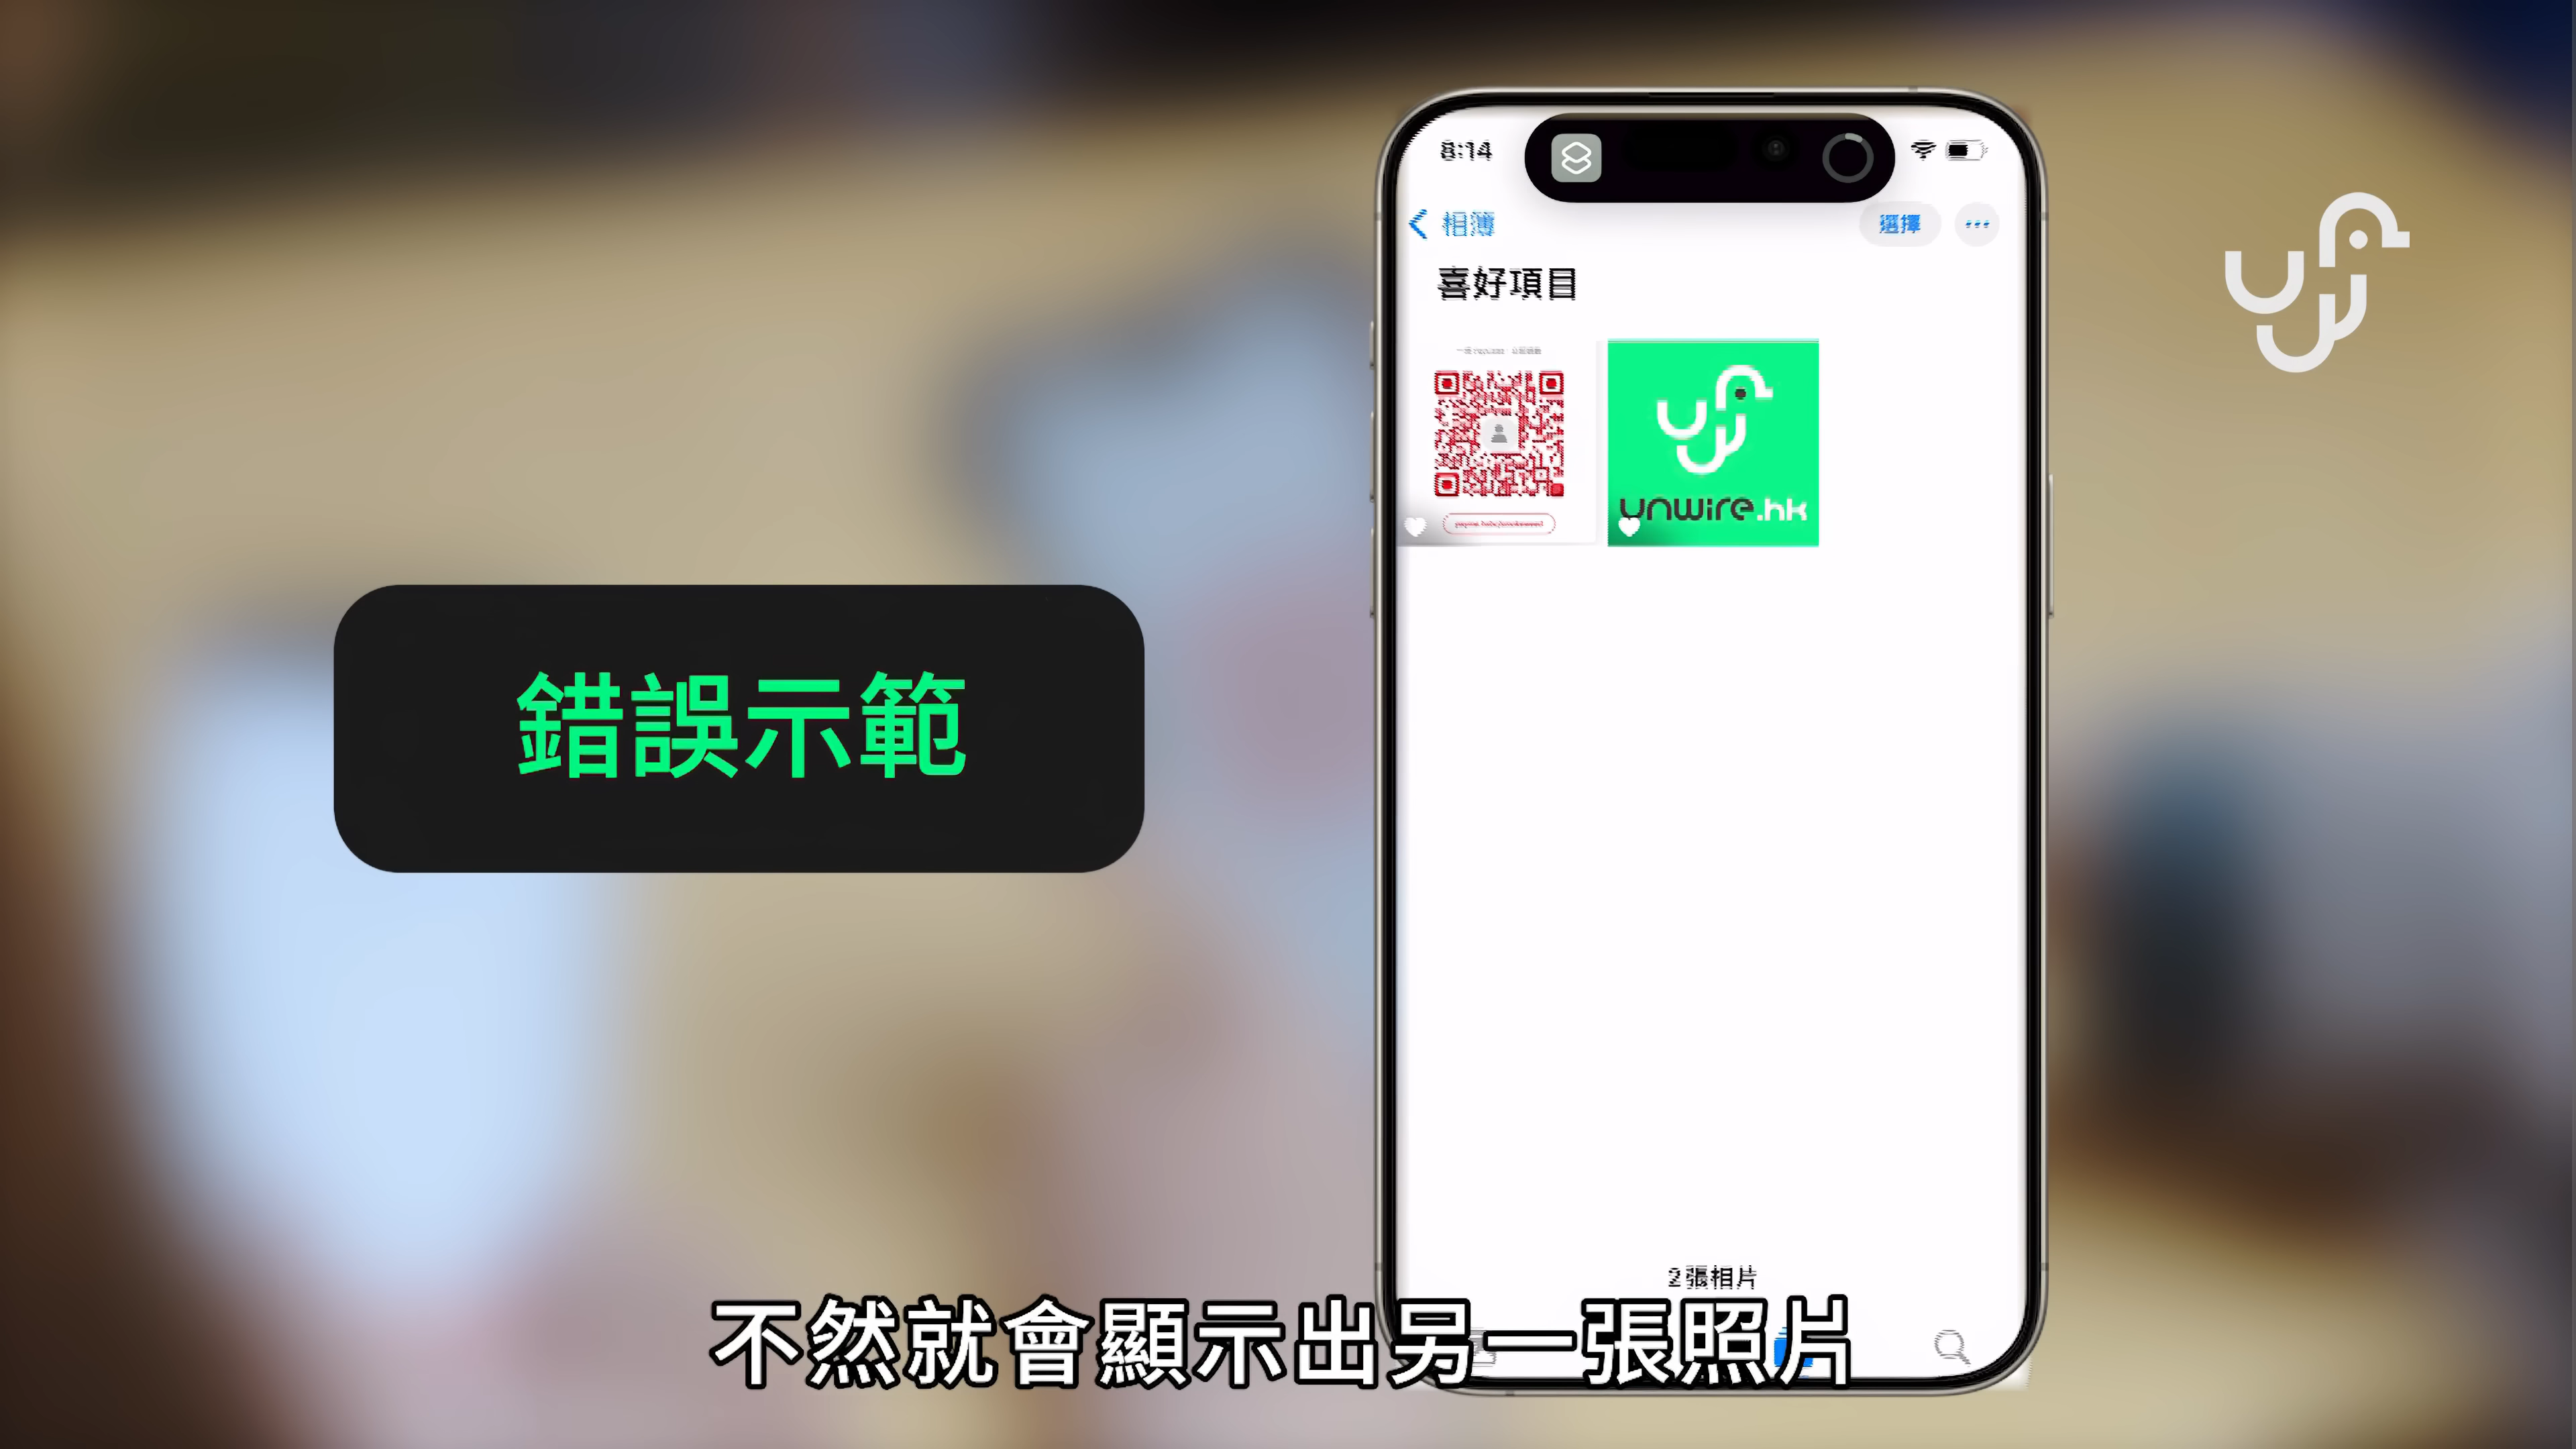 8:14
相簿
選擇
喜好項目
unwire.hk
錯誤示範
2張相片
不然就會顯示出另一張照片